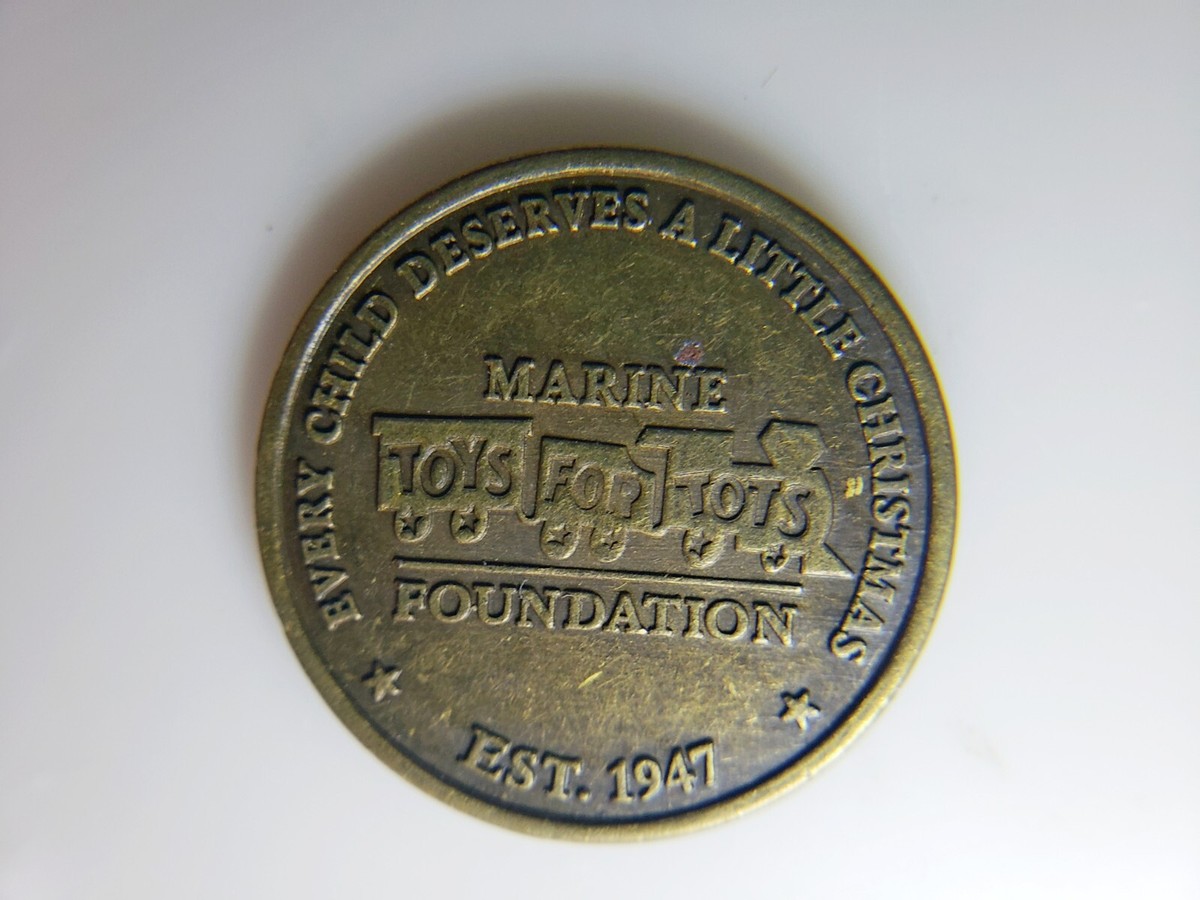 EVERY CHILD DESERVES A LITTLE CHRISTMAS
MARINE
TOYS FOR TOTS
FOUNDATION
EST. 1947